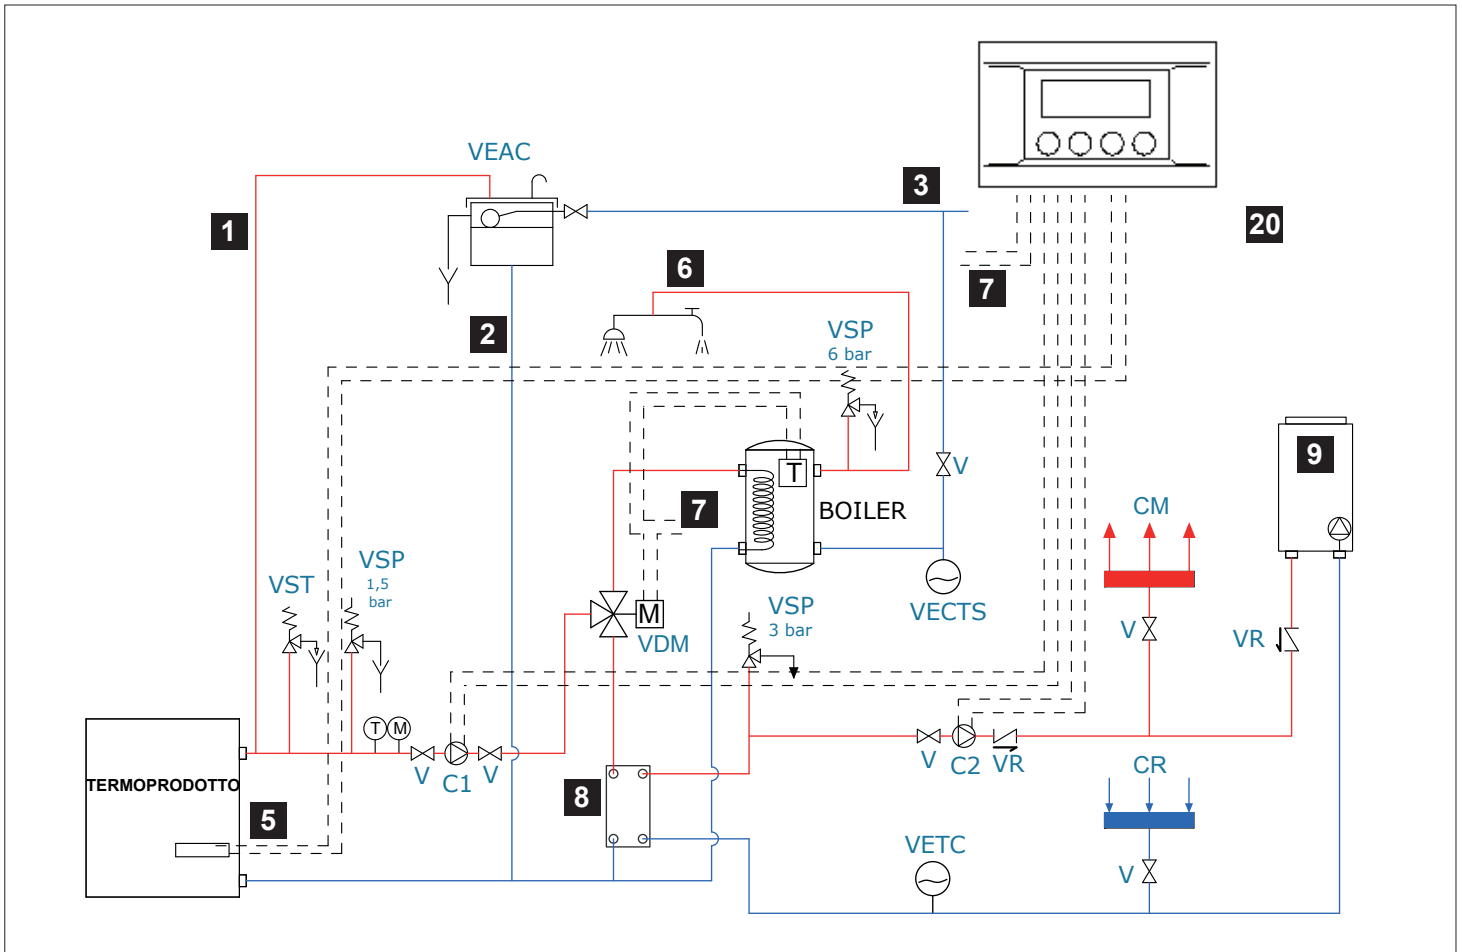 VEAC
3
1
20
6
7
2
VSP
6 bar
9
T
V
CM
7
BOILER
VSP
1,5
bar
VST
VECTS
M
VDM
VSP
3 bar
V
VR
T
M
V
C1
V
V
C2
VR
CR
TERMOPRODOTTO
8
5
VETC
V